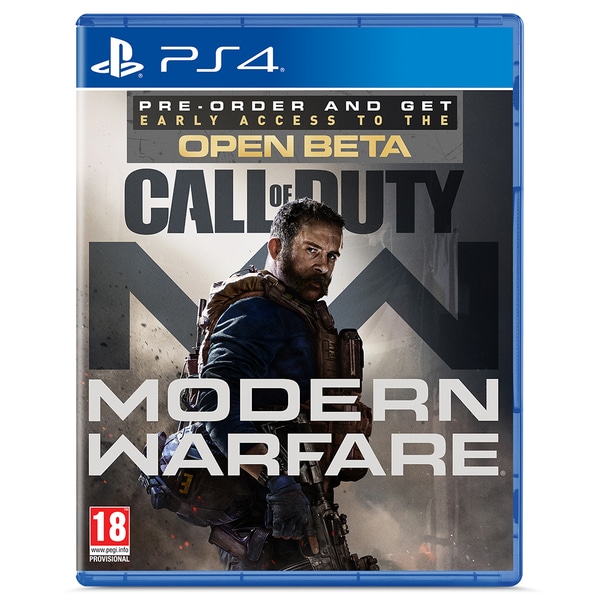 PS4
PRE-ORDER AND GET
EARLY ACCESS TO THE
OPEN BETA
CALL OF DUTY
MW
MODERN
WARFARE
18
www.pegi.info
PROVISIONAL